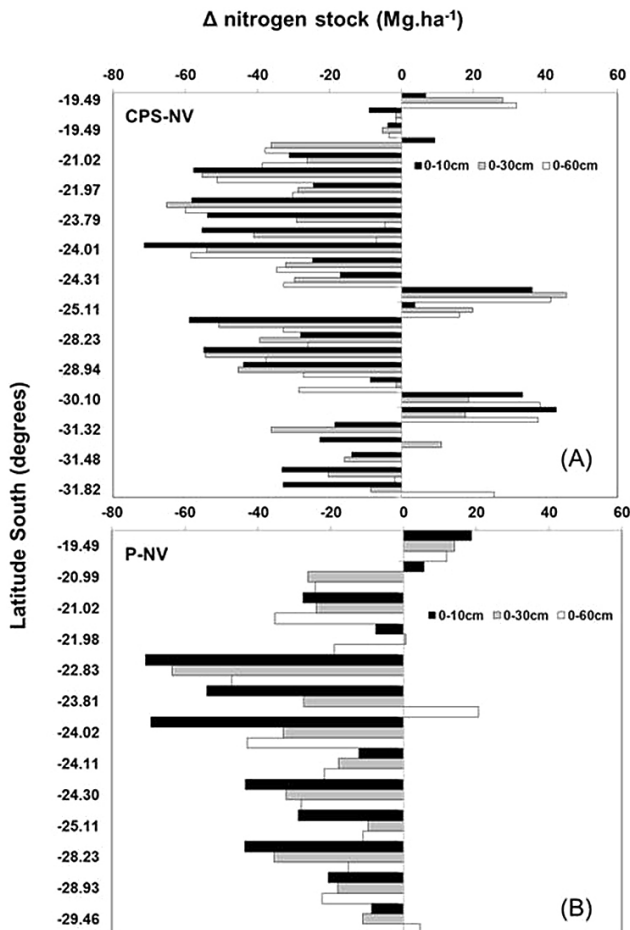 Δ nitrogen stock (Mg.ha-1)
-80 -60 -40 -20 0 20 40 60
CPS-NV
0-10cm 0-30cm 0-60cm
-19.49
-19.49
-21.02
-21.97
-23.79
-24.01
-24.31
-25.11
-28.23
-28.94
-30.10
-31.32
-31.48
-31.82
(A)
Latitude South (degrees)
-80 -60 -40 -20 0 20 40 60
P-NV
0-10cm 0-30cm 0-60cm
-19.49
-20.99
-21.02
-21.98
-22.83
-23.81
-24.02
-24.11
-24.30
-25.11
-28.23
-28.93
-29.46
(B)